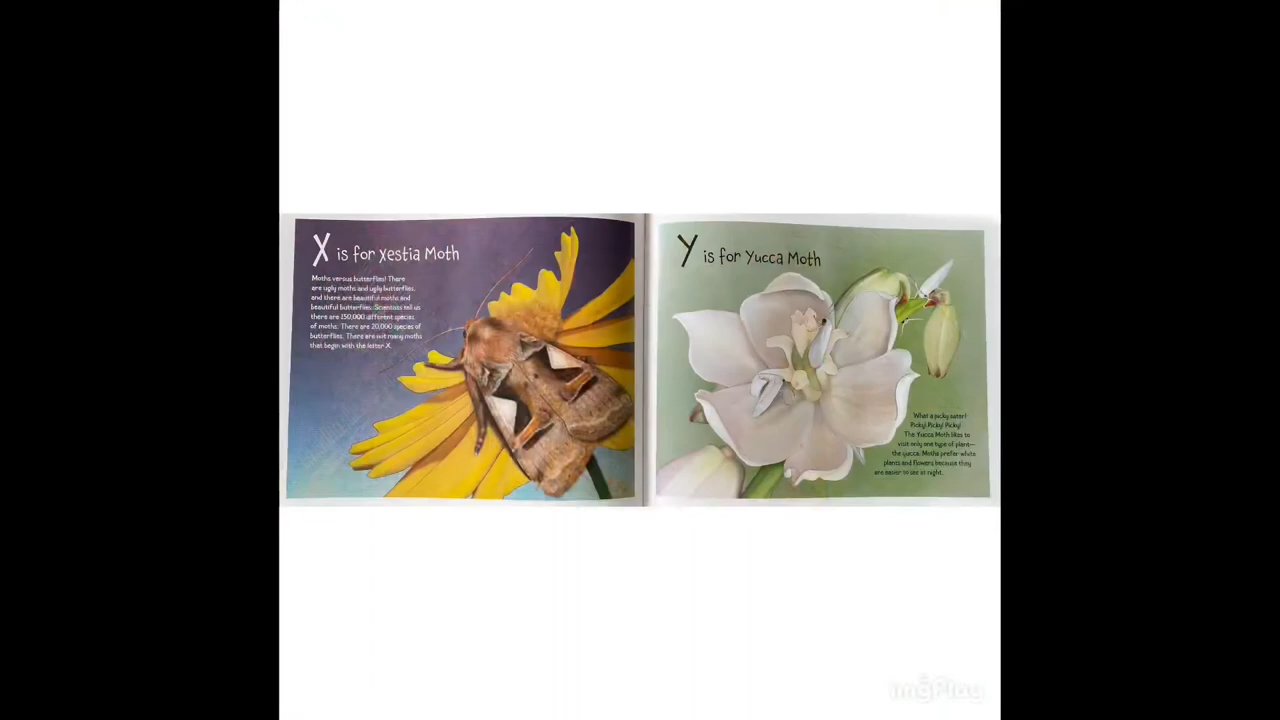 X is for Xestia Moth
Moths versus butterflies! There
are ugly moths and ugly butterflies,
and there are beautiful moths and
beautiful butterflies. Scientists tell us
there are 150,000 different species
of moths. There are 20,000 species of
butterflies. There are not many moths
that begin with the letter X.
Y is for Yucca Moth
What a picky eater!
Picky! Picky! Picky!
The Yucca Moth likes to
visit only one type of plant—
the yucca. Moths prefer white
plants and flowers because they
are easier to see at night.
ImgPlay